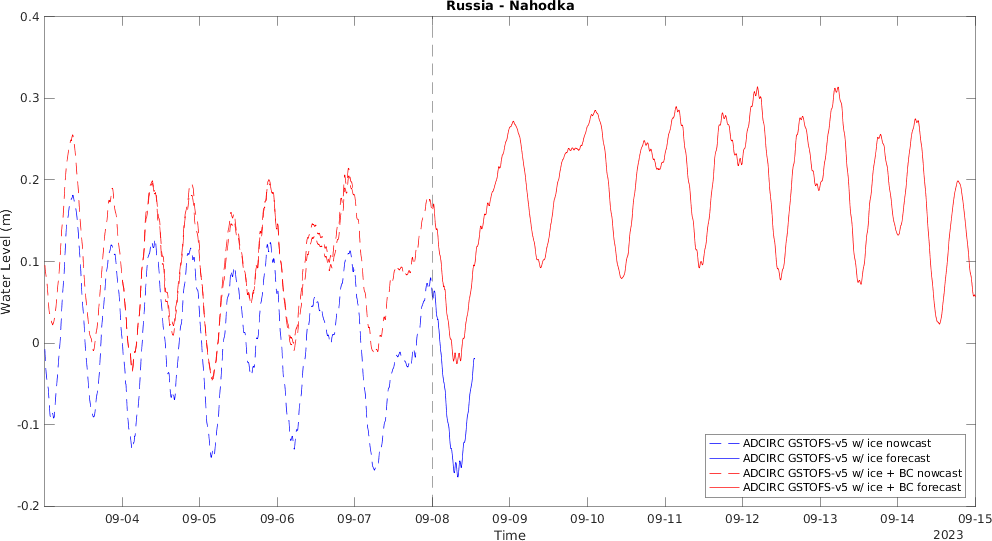 Russia - Nahodka
0.4
0.3
0.2
0.1
0
-0.1
-0.2
Water Level (m)
09-04 09-05 09-06 09-07 09-08 09-09 09-10 09-11 09-12 09-13 09-14 09-15
Time
2023
ADCIRC GSTOFS-v5 w/ ice nowcast
ADCIRC GSTOFS-v5 w/ ice forecast
ADCIRC GSTOFS-v5 w/ ice + BC nowcast
ADCIRC GSTOFS-v5 w/ ice + BC forecast